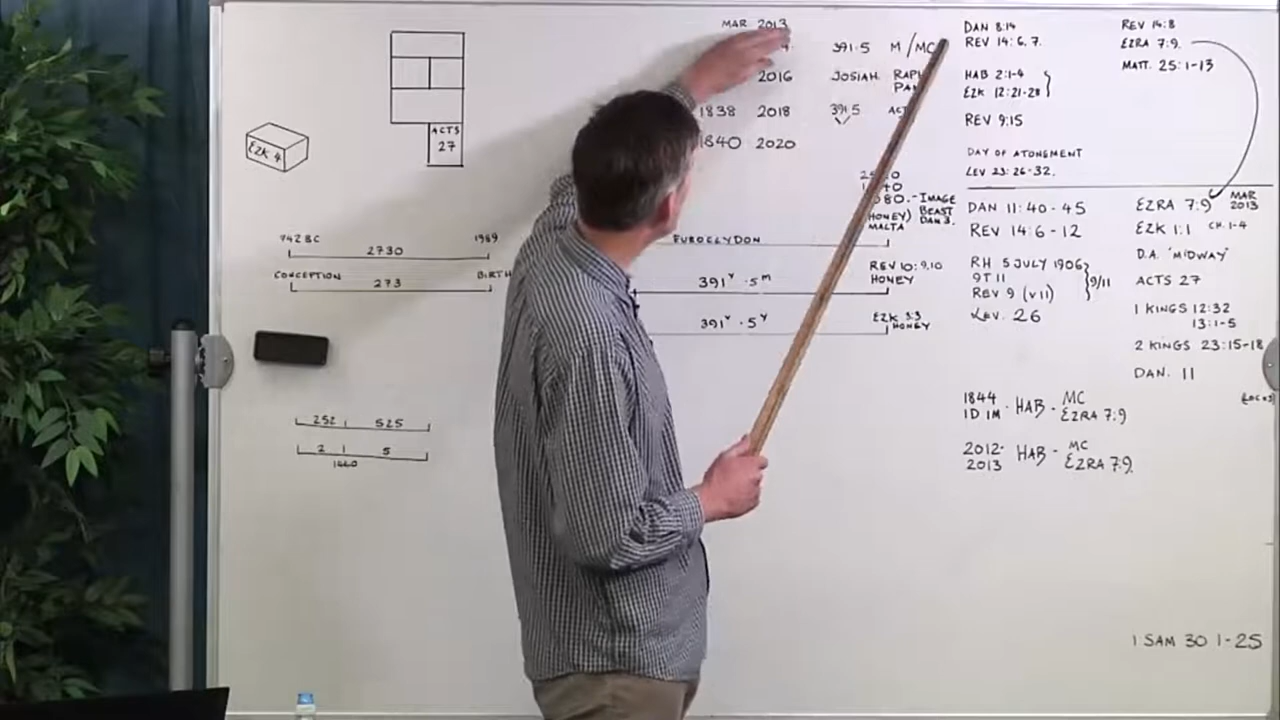 MAR 2013
2016
1838 2018
1840 2020
391·5 M/MC
JOSIAH
391·5
EZK 4
ACTS
27
742 BC 2730 1989
CONCEPTION 273 BIRTH
252 525
2 1 5
1440
- IMAGE
BEAST
DAN 3.
HONEY)
MALTA
EUROCLYDON
391Y · 5M
REV 10:9,10
HONEY
391Y · 5Y
EZK 3:3
HONEY
DAN 8:14
REV 14:6,7.
HAB 2:1-4
EZK 12:21-28
REV 9:15
DAY OF ATONEMENT
LEV 23:26-32.
REV 14:8
EZRA 7:9.
MATT. 25:1-13
DAN 11:40-45
REV 14:6-12
RH 5 JULY 1906
9T 11
REV 9 (v11)
9/11
LEV. 26
EZRA 7:9 MAR 2013
EZK 1:1 CH. 1-4
D.A. "MIDWAY"
ACTS 27
1 KINGS 12:32
13:1-5
2 KINGS 23:15-18
DAN. 11
1844
1D 1M · HAB - MC
EZRA 7:9
2012·
2013 HAB - MC
EZRA 7:9.
1 SAM 30 1-25